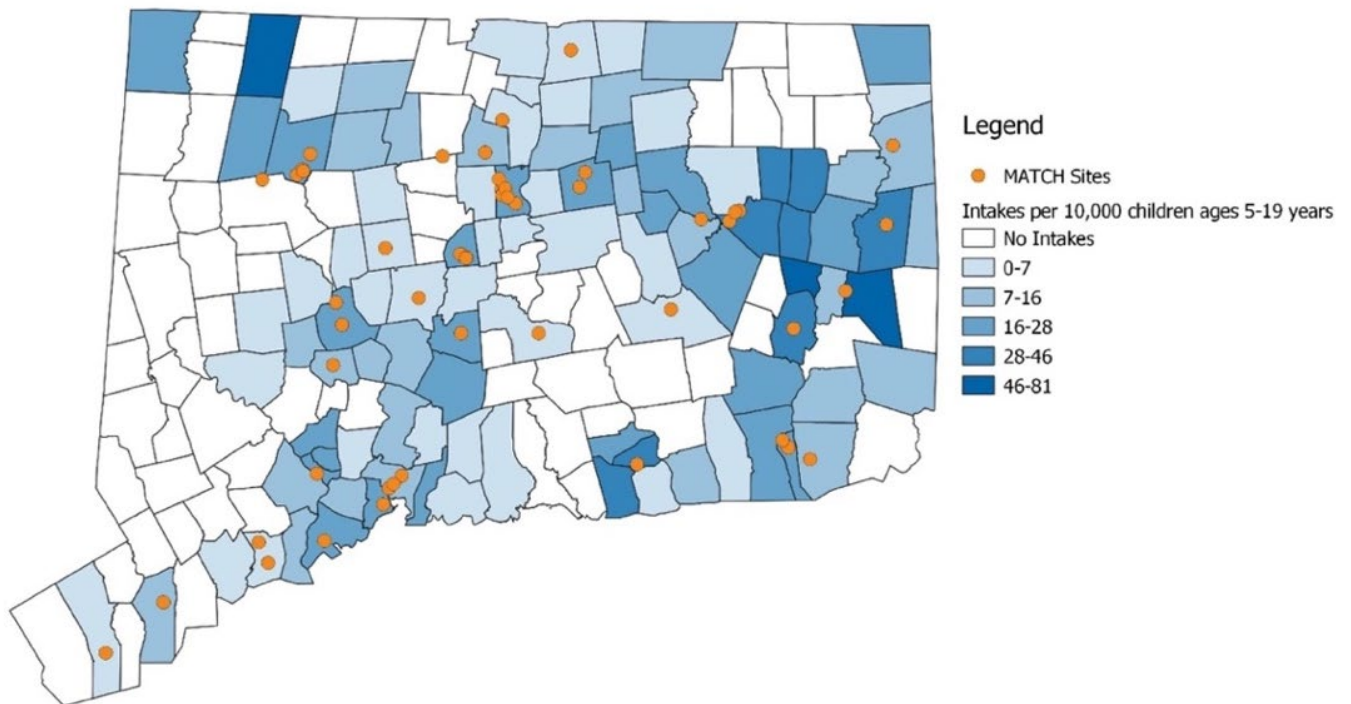 Legend
MATCH Sites
Intakes per 10,000 children ages 5-19 years
No Intakes
0-7
7-16
16-28
28-46
46-81